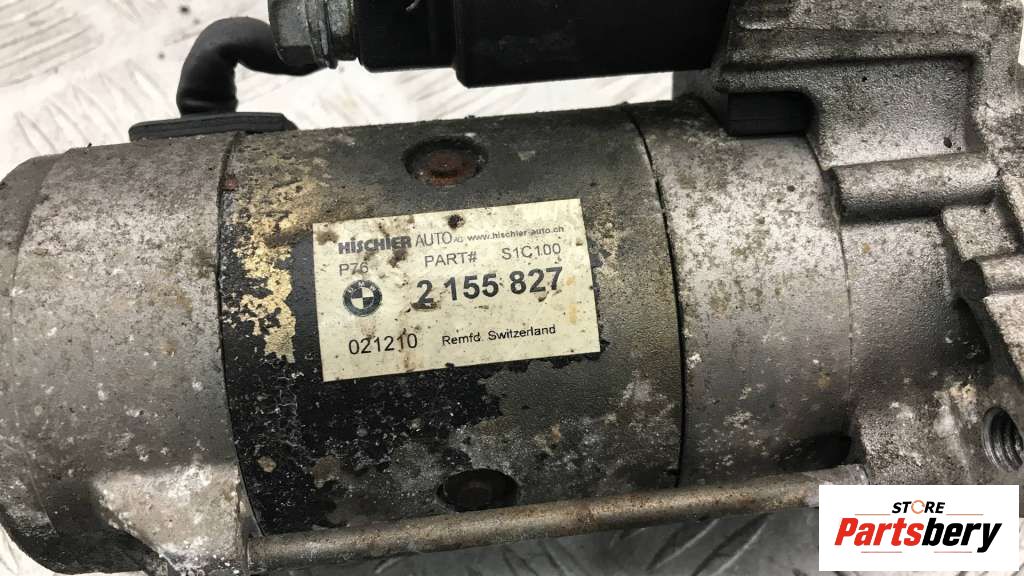 HiSCHIER AUTO AG www.hischier-auto.ch
P76 PART# S1C100
2 155 827
021210 Remfd. Switzerland
STORE
Partsbery